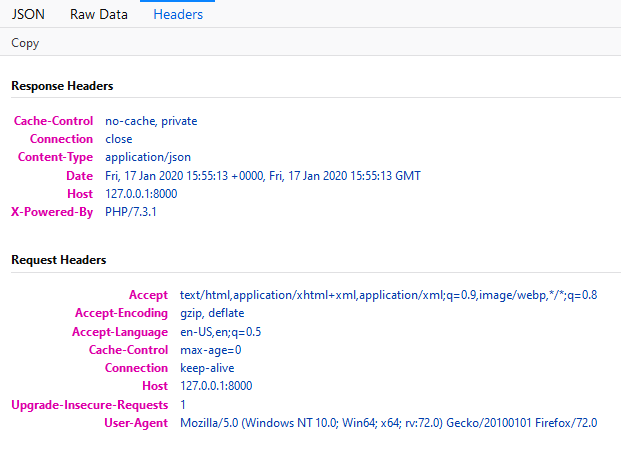 JSON Raw Data Headers
Copy
Response Headers
Cache-Control no-cache, private
Connection close
Content-Type application/json
Date Fri, 17 Jan 2020 15:55:13 +0000, Fri, 17 Jan 2020 15:55:13 GMT
Host 127.0.0.1:8000
X-Powered-By PHP/7.3.1
Request Headers
Accept text/html,application/xhtml+xml,application/xml;q=0.9,image/webp,*/*;q=0.8
Accept-Encoding gzip, deflate
Accept-Language en-US,en;q=0.5
Cache-Control max-age=0
Connection keep-alive
Host 127.0.0.1:8000
Upgrade-Insecure-Requests 1
User-Agent Mozilla/5.0 (Windows NT 10.0; Win64; x64; rv:72.0) Gecko/20100101 Firefox/72.0